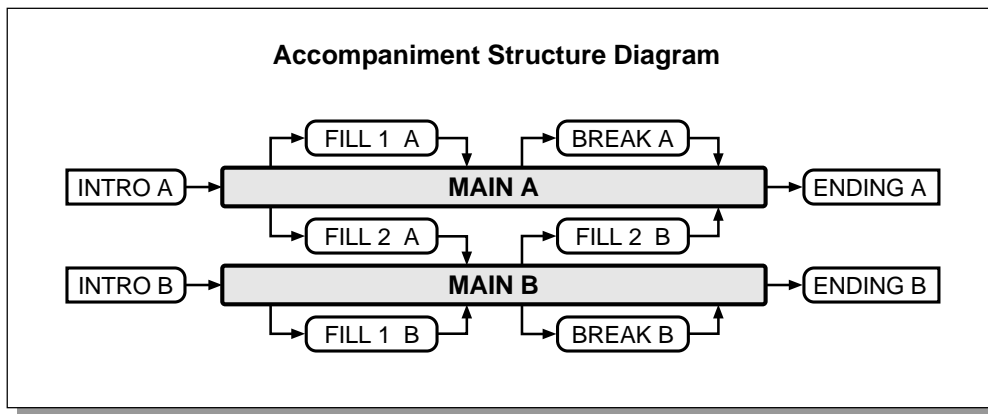 Accompaniment Structure Diagram
FILL 1 A
BREAK A
INTRO A
MAIN A
ENDING A
FILL 2 A
FILL 2 B
INTRO B
MAIN B
ENDING B
FILL 1 B
BREAK B